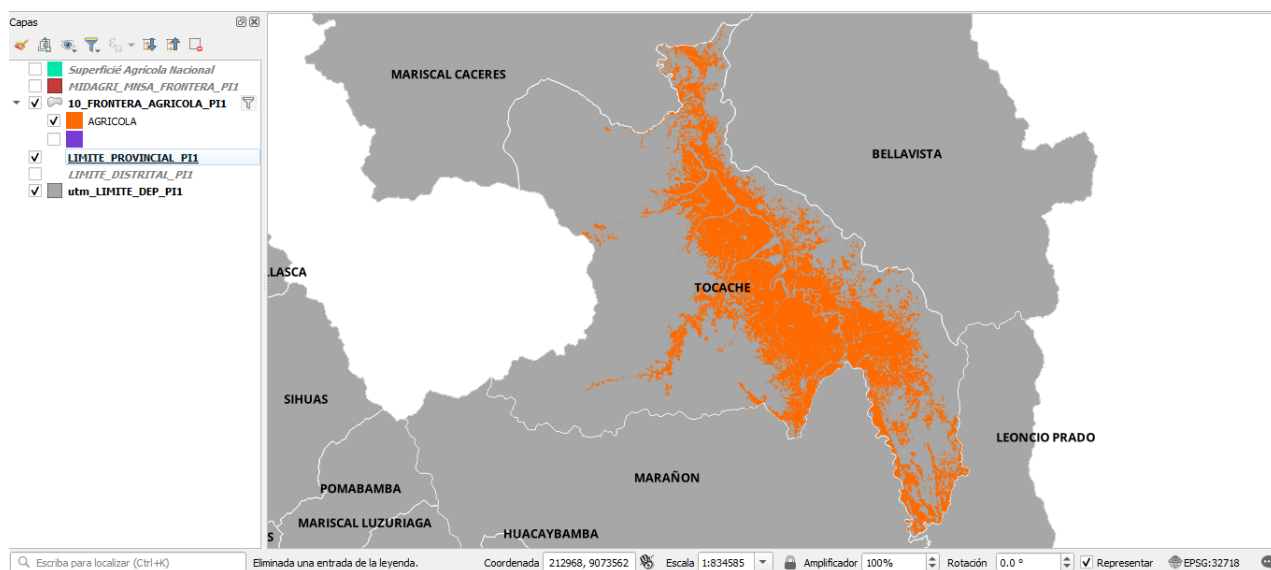 Capas
Superficié Agrícola Nacional
MIDAGRI_MNSA_FRONTERA_PI1
10_FRONTERA_AGRICOLA_PI1
AGRICOLA
LIMITE_PROVINCIAL_PI1
LIMITE_DISTRITAL_PI1
utm_LIMITE_DEP_PI1
MARISCAL CACERES
BELLAVISTA
LASCA
TOCACHE
SIHUAS
LEONCIO PRADO
MARAÑON
POMABAMBA
MARISCAL LUZURIAGA
HUACAYBAMBA
S
Escriba para localizar (Ctrl+K) Eliminada una entrada de la leyenda. Coordenada 212968, 9073562 Escala 1:834585 Amplificador 100% Rotación 0.0 ° Representar EPSG:32718